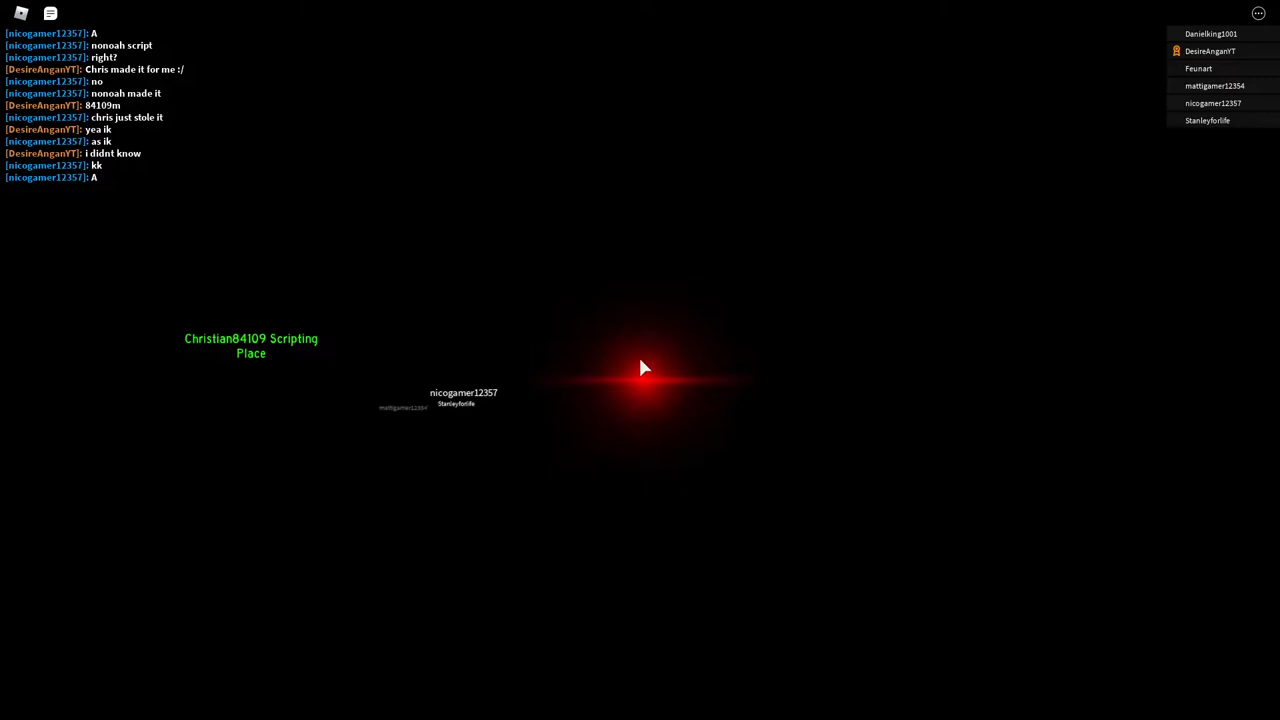 [nicogamer12357]: A
[nicogamer12357]: nonoah script
[nicogamer12357]: right?
[DesireAnganYT]: Chris made it for me :/
[nicogamer12357]: no
[nicogamer12357]: nonoah made it
[DesireAnganYT]: 84109m
[nicogamer12357]: chris just stole it
[DesireAnganYT]: yea ik
[nicogamer12357]: as ik
[DesireAnganYT]: i didnt know
[nicogamer12357]: kk
[nicogamer12357]: A
Danielking1001
DesireAnganYT
Feunart
mattigamer12354
nicogamer12357
Stanleyforlife
Christian84109 Scripting
Place
nicogamer12357
Stanleyforlife
mattigamer12354